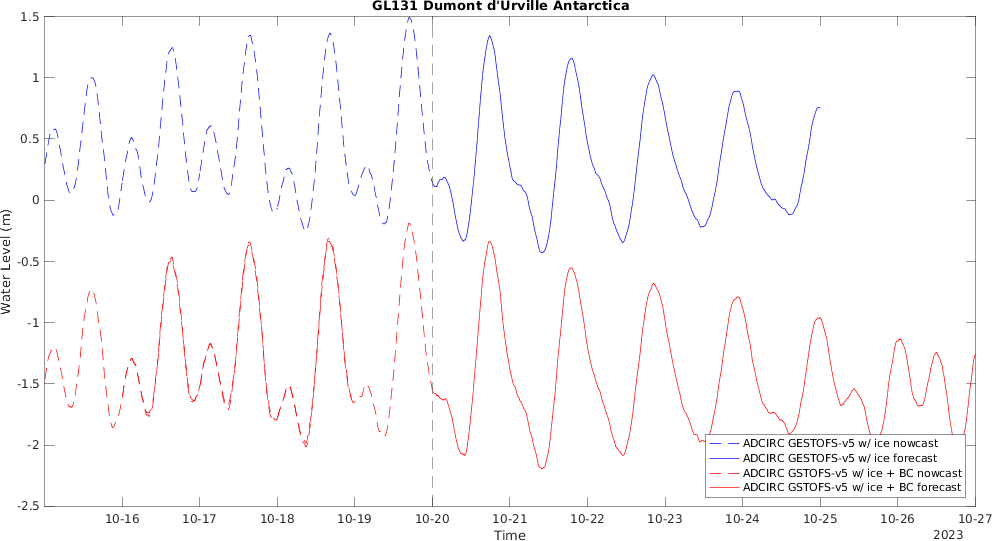 GL131 Dumont d'Urville Antarctica
Water Level (m)
1.5
1
0.5
0
-0.5
-1
-1.5
-2
-2.5
ADCIRC GESTOFS-v5 w/ ice nowcast
ADCIRC GESTOFS-v5 w/ ice forecast
ADCIRC GSTOFS-v5 w/ ice + BC nowcast
ADCIRC GSTOFS-v5 w/ ice + BC forecast
10-16 10-17 10-18 10-19 10-20 10-21 10-22 10-23 10-24 10-25 10-26 10-27
Time
2023